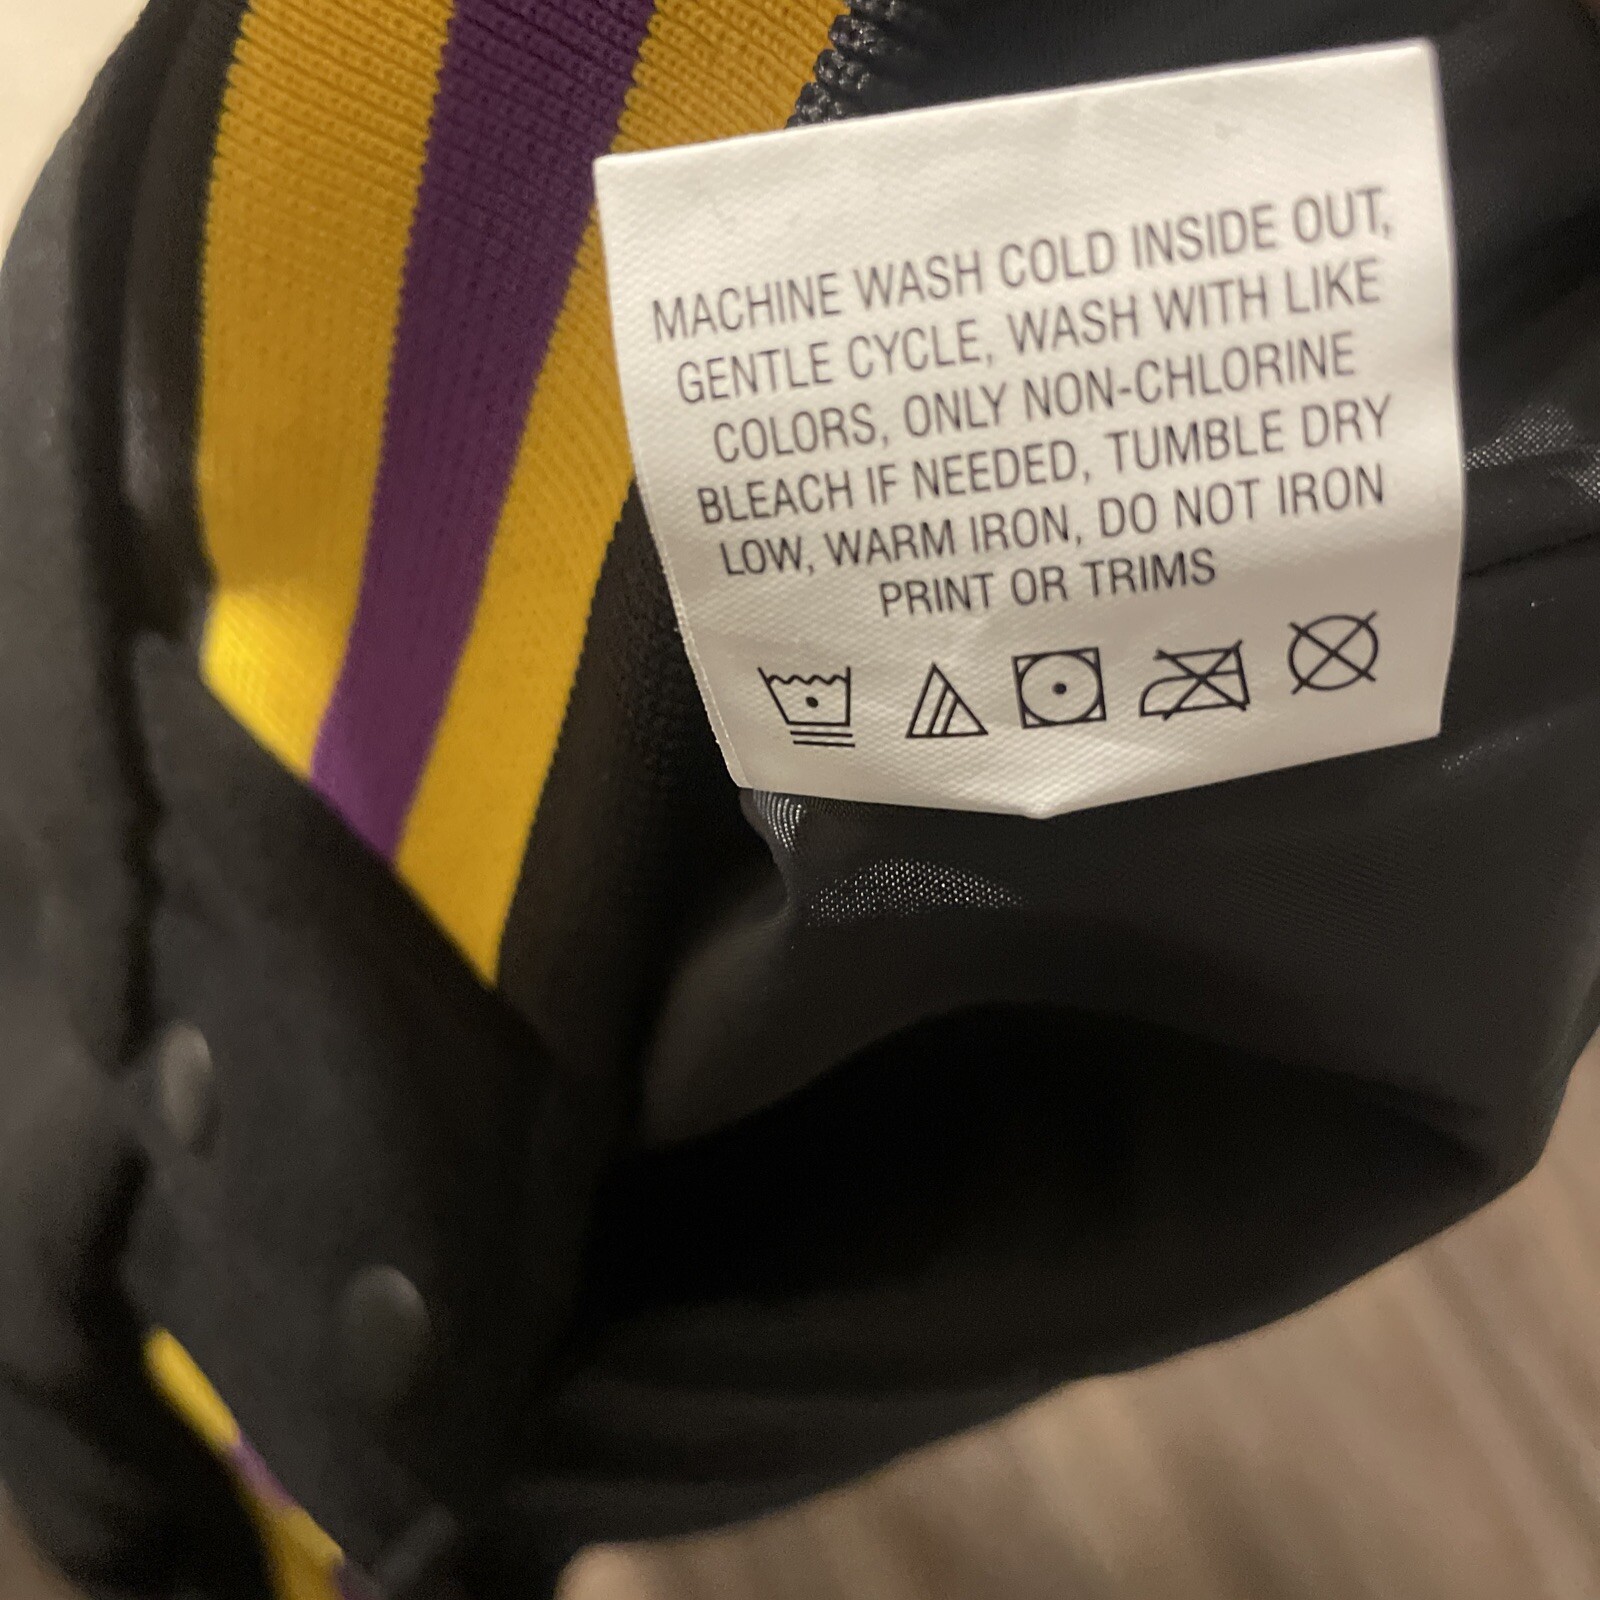 MACHINE WASH COLD INSIDE OUT,
GENTLE CYCLE, WASH WITH LIKE
COLORS, ONLY NON-CHLORINE
BLEACH IF NEEDED, TUMBLE DRY
LOW, WARM IRON, DO NOT IRON
PRINT OR TRIMS